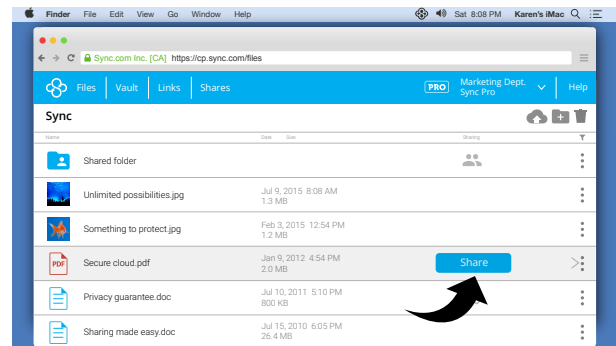 Finder File Edit View Go Window Help Sat 8:08 PM Karen's iMac
Sync.com Inc. [CA] https://cp.sync.com/files
Files Vault Links Shares PRO Marketing Dept. Help
Sync Pro
Sync
Name Date Size Sharing
Shared folder
Unlimited possibilities.jpg Jul 9, 2015 8:08 AM
1.3 MB
Something to protect.jpg Feb 3, 2015 12:54 PM
1.2 MB
PDF Secure cloud.pdf Jan 9, 2012 4:54 PM Share
2.0 MB
Privacy guarantee.doc Jul 10, 2011 5:10 PM
800 KB
Sharing made easy.doc Jul 15, 2010 6:05 PM
26.4 MB